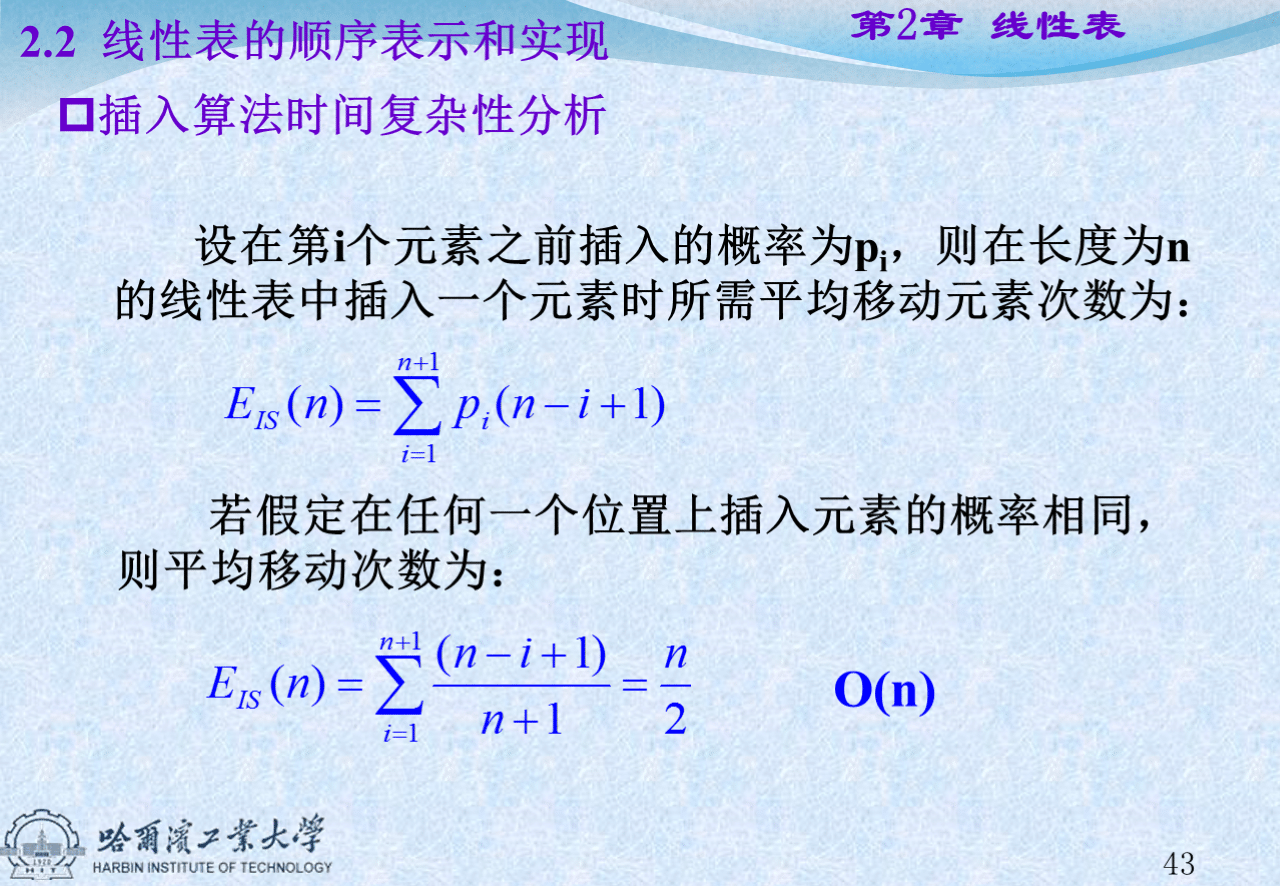 2.2 线性表的顺序表示和实现
第2章 线性表
插入算法时间复杂性分析
设在第i个元素之前插入的概率为pᵢ，则在长度为n
的线性表中插入一个元素时所需平均移动元素次数为：
E_{IS}(n) = \sum_{i=1}^{n+1} p_i(n-i+1)
若假定在任何一个位置上插入元素的概率相同，
则平均移动次数为：
E_{IS}(n) = \sum_{i=1}^{n+1} \frac{(n-i+1)}{n+1} = \frac{n}{2} O(n)
哈爾濱工業大學
HARBIN INSTITUTE OF TECHNOLOGY
1920
HIT
43